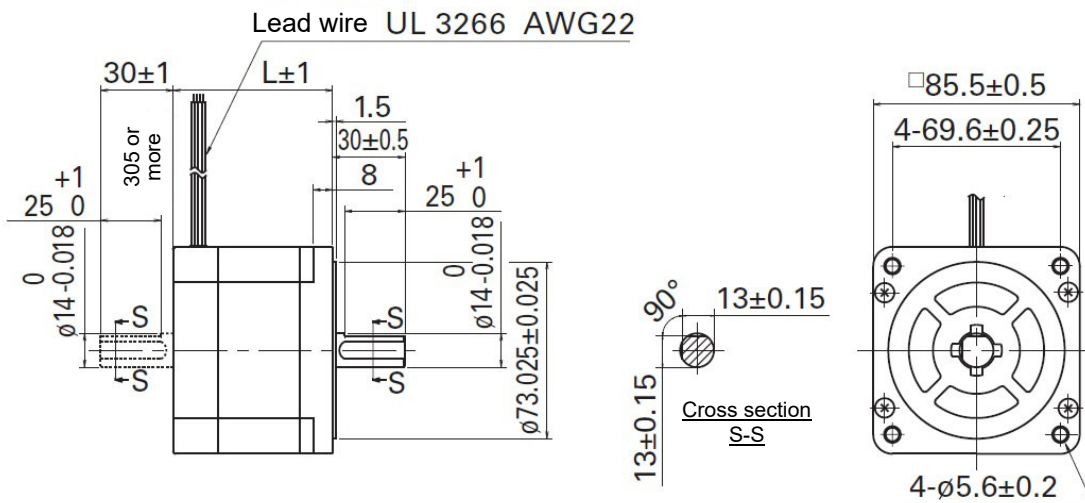 Lead wire UL 3266 AWG22
30±1
L±1
1.5
30±0.5
8
305 or
more
+1
25 0
+1
25 0
0
ø14-0.018
0
ø14-0.018
ø73.025±0.025
S
S
S
S
90°
13±0.15
13±0.15
Cross section
S-S
□85.5±0.5
4-69.6±0.25
4-ø5.6±0.2